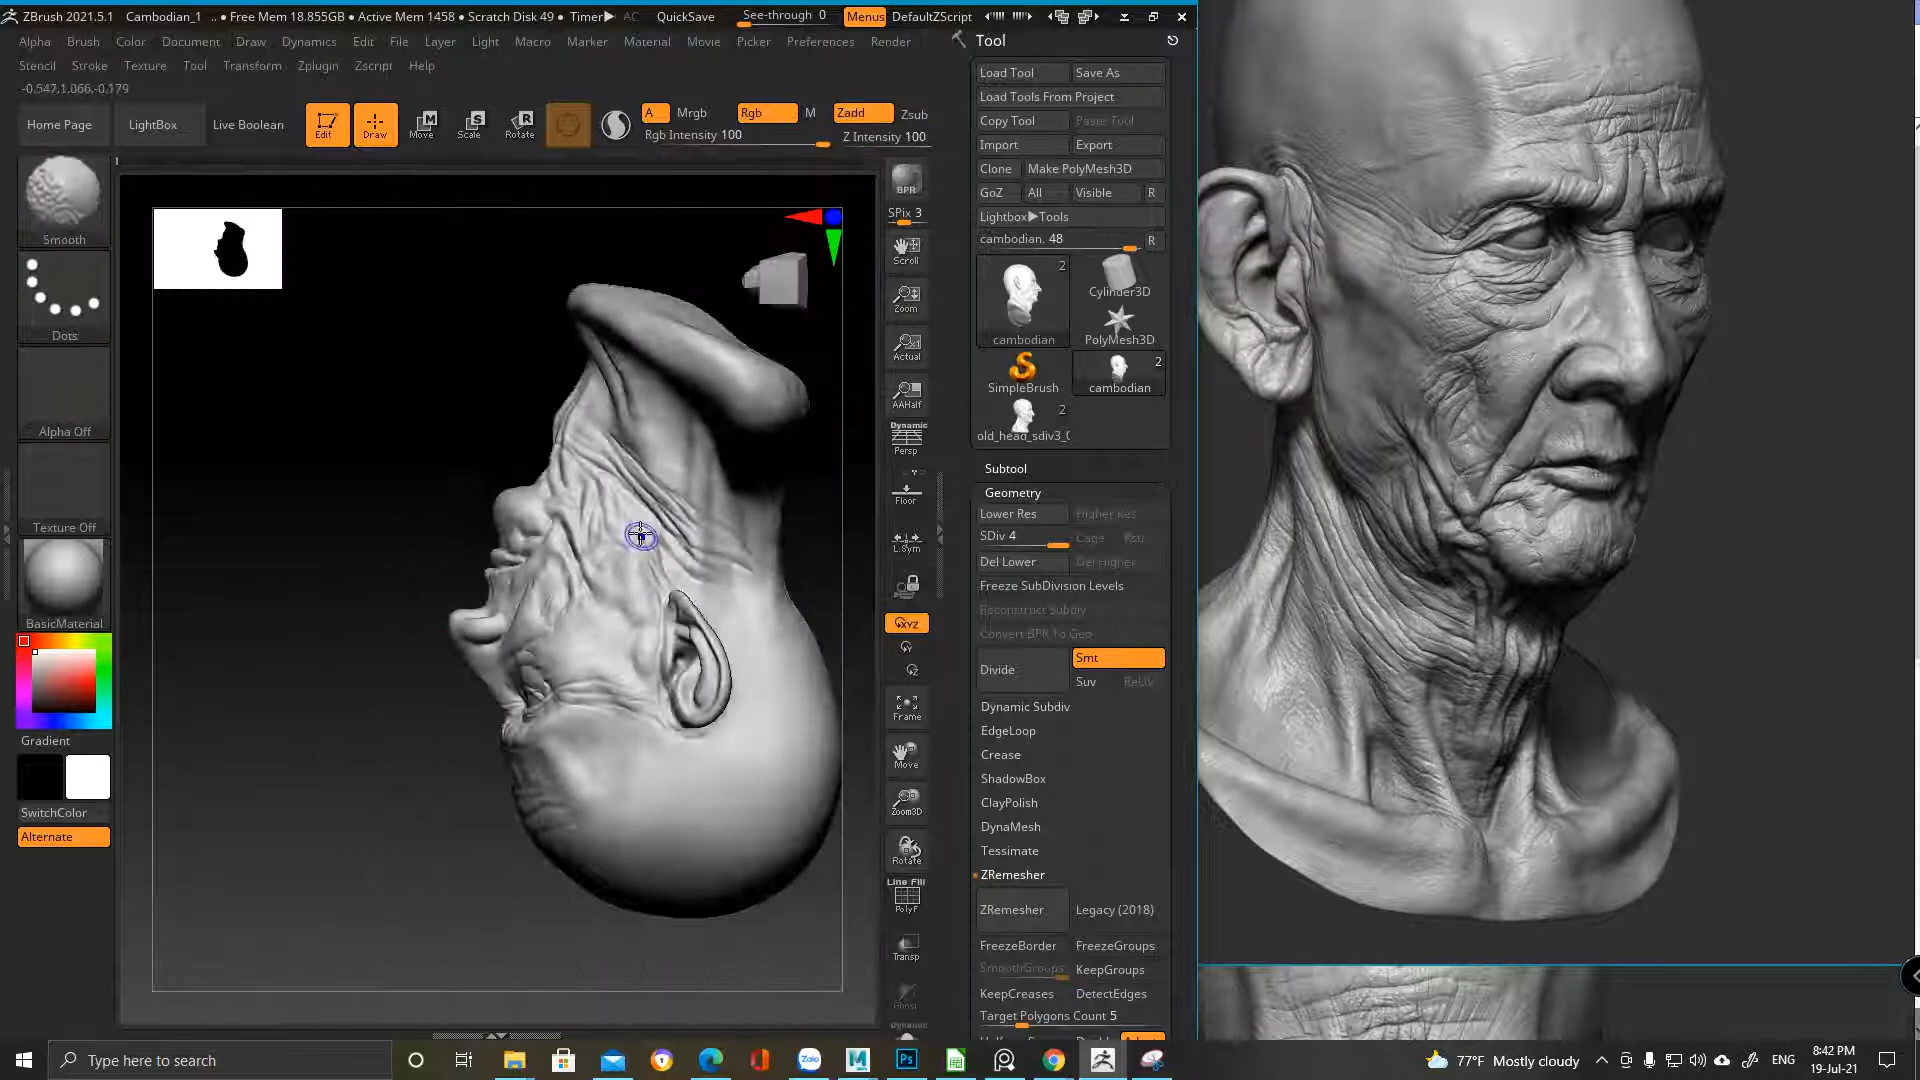 ZBrush 2021.5.1 Cambodian_1 .. ● Free Mem 18.855GB ● Active Mem 1458 ● Scratch Disk 49 ● Timer▶ AC QuickSave See-through 0 Menus DefaultZScript
Alpha Brush Color Document Draw Dynamics Edit File Layer Light Macro Marker Material Movie Picker Preferences Render
Stencil Stroke Texture Tool Transform Zplugin Zscript Help
-0.547,1.066,-0.179
Home Page LightBox Live Boolean Edit Draw Move Scale Rotate A Mrgb Rgb M Zadd Zsub
Rgb Intensity 100 Z Intensity 100
Smooth
Dots
Alpha Off
Texture Off
BasicMaterial
Gradient
SwitchColor
Alternate
BPR
SPix 3
Scroll
Zoom
Actual
AAHalf
Dynamic
Persp
Floor
L.Sym
XYZ
Frame
Move
Zoom3D
Rotate
Line Fill
PolyF
Transp
Ghost
Dynamic
Tool
Load Tool Save As
Load Tools From Project
Copy Tool Paste Tool
Import Export
Clone Make PolyMesh3D
GoZ All Visible R
Lightbox▶Tools
cambodian. 48 R
2
cambodian
Cylinder3D
PolyMesh3D
SimpleBrush
2
cambodian
2
old_head_sdiv3_0
Subtool
Geometry
Lower Res Higher Res
SDiv 4 Cage Rstr
Del Lower Del Higher
Freeze SubDivision Levels
Reconstruct Subdiv
Convert BPR To Geo
Divide Smt
Suv ReUV
Dynamic Subdiv
EdgeLoop
Crease
ShadowBox
ClayPolish
DynaMesh
Tessimate
ZRemesher
ZRemesher Legacy (2018)
FreezeBorder FreezeGroups
SmoothGroups KeepGroups
KeepCreases DetectEdges
Target Polygons Count 5
Type here to search
Zalo
Ps
77°F Mostly cloudy
ENG
8:42 PM
19-Jul-21